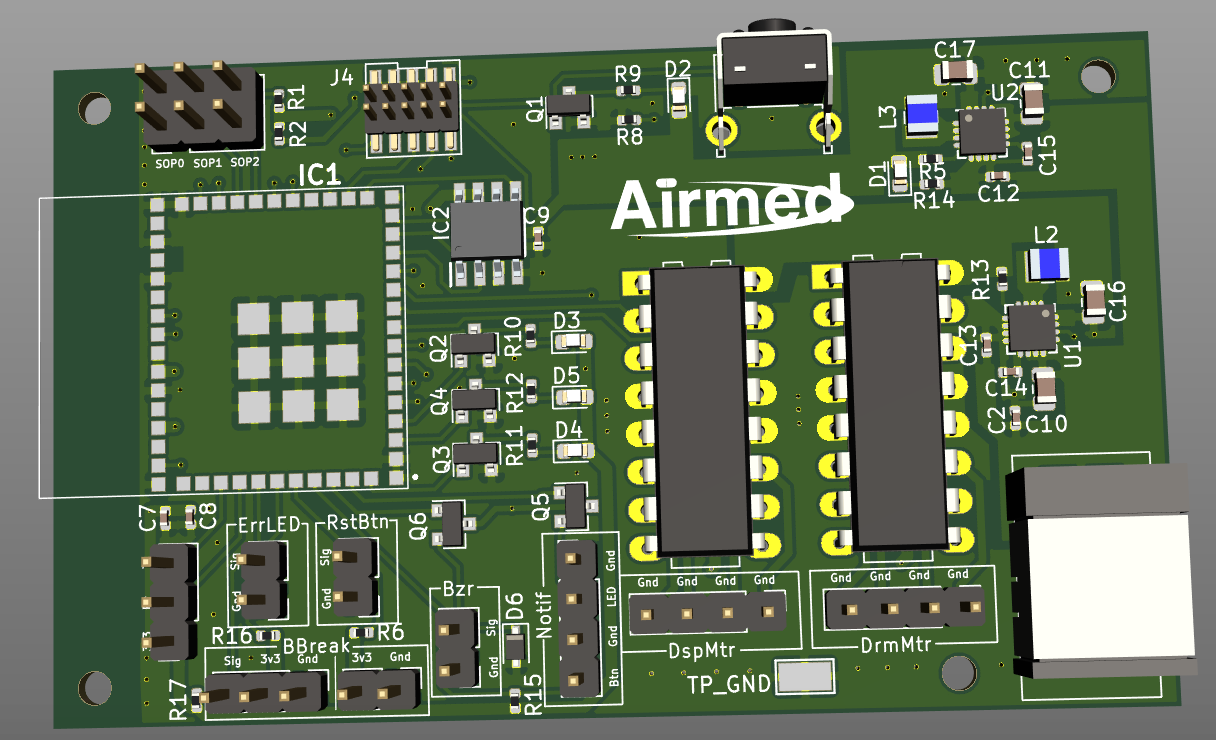 C17
J4
R9
D2
C11
R1
Q1
U2
R2
R8
L3
C15
SOP0 SOP1 SOP2
IC1
D1
R5
C12
R14
Airmed
IC2
C9
L2
R13
C16
D3
R10
Q2
C13
U1
D5
R12
Q4
C14
C2
C10
D4
R11
Q3
Q5
C7
C8
ErrLED
RstBtn
Q6
Sig
Sig
Gnd
Gnd
Bzr
Sig
Gnd
D6
Notif
Gnd
LED
Gnd
Btn
Gnd Gnd Gnd Gnd
Gnd Gnd Gnd Gnd
DspMtr
DrmMtr
R16
R6
BBreak
Sig 3v3 Gnd
3v3 Gnd
TP_GND
R17
R15